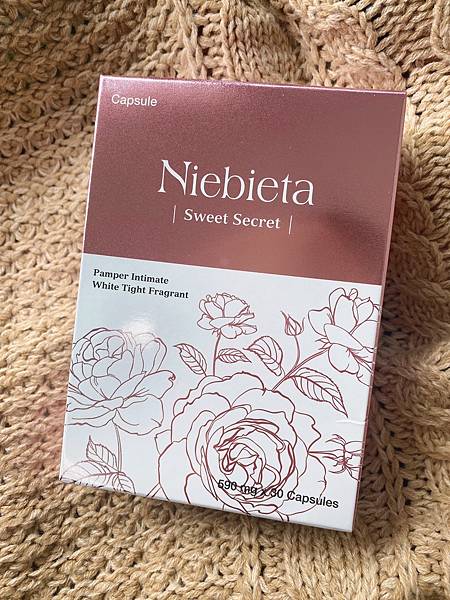 Capsule
Niebieta
| Sweet Secret |
Pamper Intimate
White Tight Fragrant
590 mg x 30 Capsules